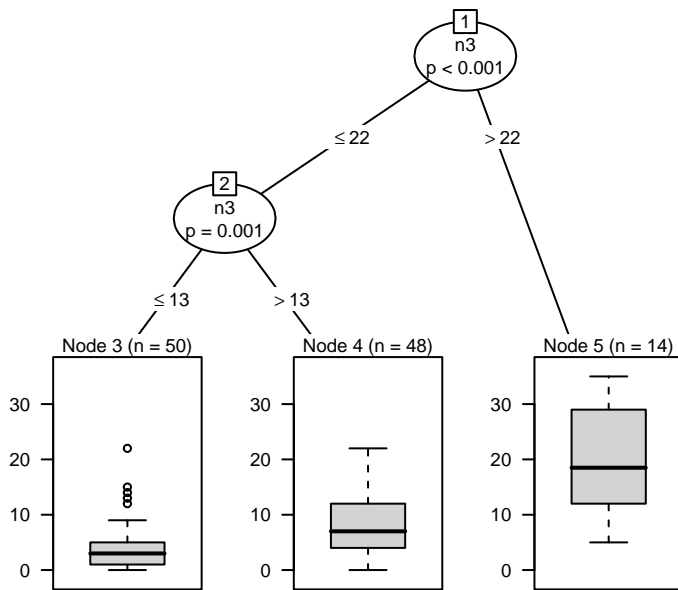 1
n3
p < 0.001
≤ 22
> 22
2
n3
p = 0.001
≤ 13
> 13
Node 3 (n = 50)
0
10
20
30
Node 4 (n = 48)
0
10
20
30
Node 5 (n = 14)
0
10
20
30